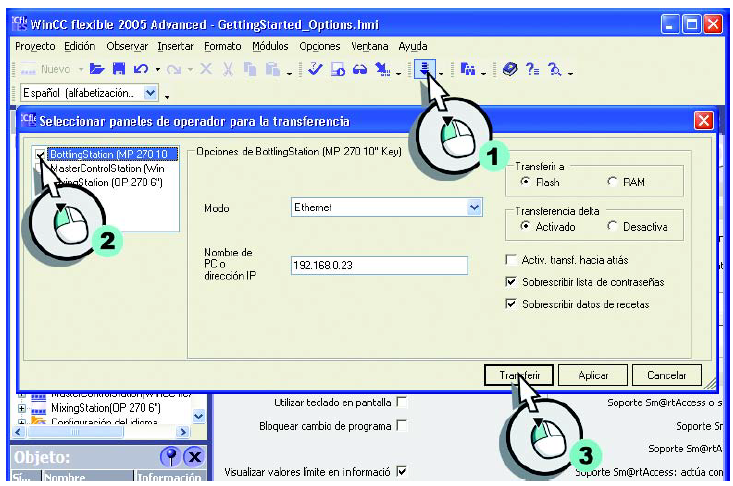 WinCC flexible 2005 Advanced - GettingStarted_Options.hmi
Proyecto Edición Observar Insertar Formato Módulos Opciones Ventana Ayuda
Nuevo
Español (alfabetización..
Seleccionar paneles de operador para la transferencia
1
BottlingStation (MP 270 10
MasterControlStation (Win
MixingStation (OP 270 6")
2
Opciones de BottlingStation (MP 270 10" Key)
Modo
Ethernet
Nombre de
PC o
dirección IP
192.168.0.23
Transferir a
Flash RAM
Transferencia delta
Activado Desactiva
Activ. transf. hacia atrás
Sobrescribir lista de contraseñas
Sobrescribir datos de recetas
Transferir Aplicar Cancelar
3
MasterControlStation(WinCC fle
MixingStation(OP 270 6")
Configuración del idioma
Objeto:
Sí... Nombre Información
Utilizar teclado en pantalla
Bloquear cambio de programa
Visualizar valores límite en informació
Soporte Sm@rtAccess o s
Soporte Sr
Soporte Sm@rtA
Soporte Sm@rtAccess: actúa con